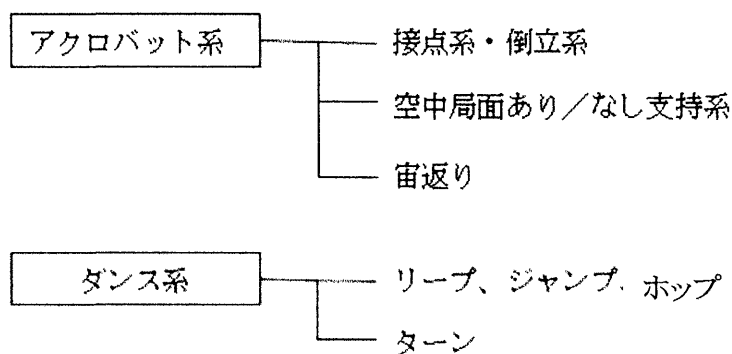 アクロバット系
接点系・倒立系
空中局面あり／なし支持系
宙返り
ダンス系
リープ、ジャンプ、ホップ
ターン